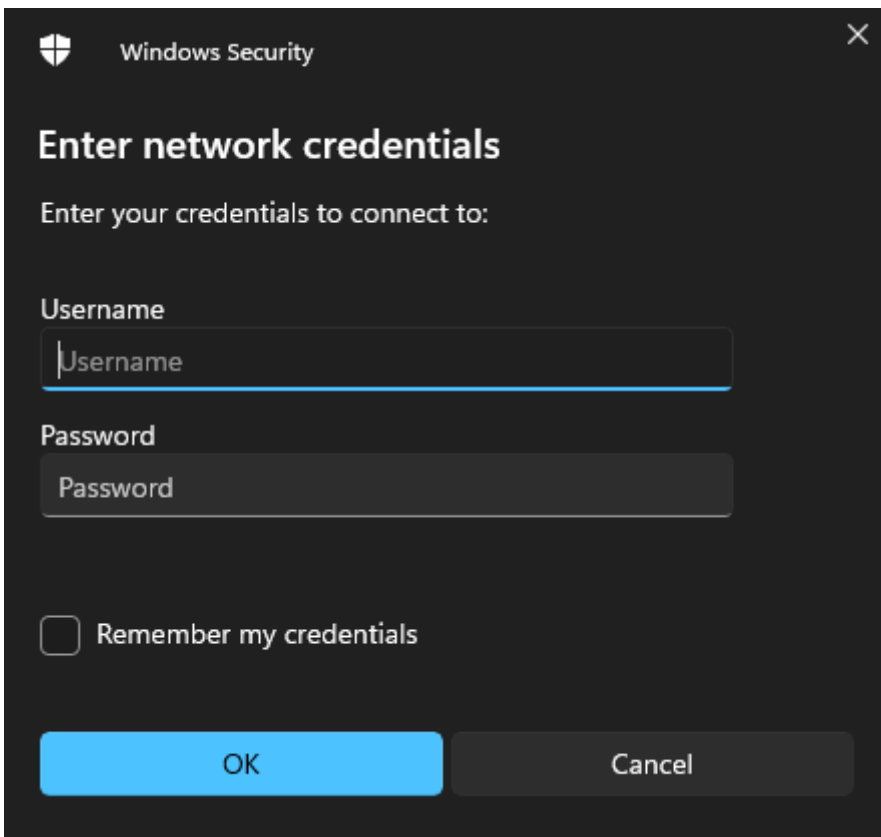 Windows Security
Enter network credentials
Enter your credentials to connect to:
Username
Username
Password
Password
Remember my credentials
OK Cancel